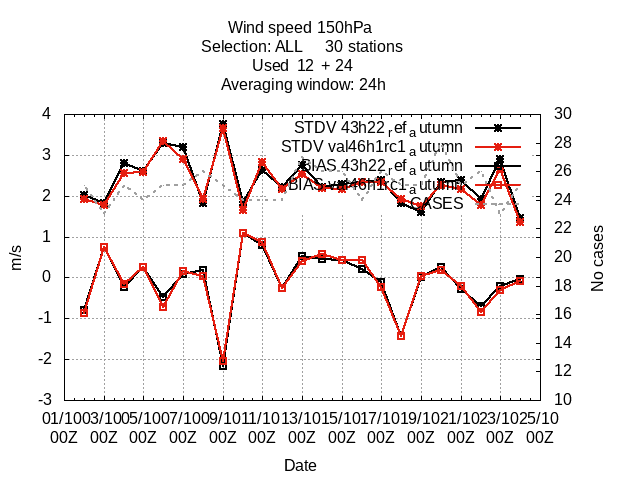 Wind speed 150hPa
Selection: ALL 30 stations
Used 12 + 24
Averaging window: 24h
STDV 43h22refautumn
STDV val46h1rc1autumn
BIAS 43h22refautumn
BIAS val46h1rc1autumn
CASES
4
3
2
1
0
-1
-2
-3
30
28
26
24
22
20
18
16
14
12
10
m/s
No cases
01/10 03/10 05/10 07/10 09/10 11/10 13/10 15/10 17/10 19/10 21/10 23/10 25/10
00Z 00Z 00Z 00Z 00Z 00Z 00Z 00Z 00Z 00Z 00Z 00Z 00Z
Date